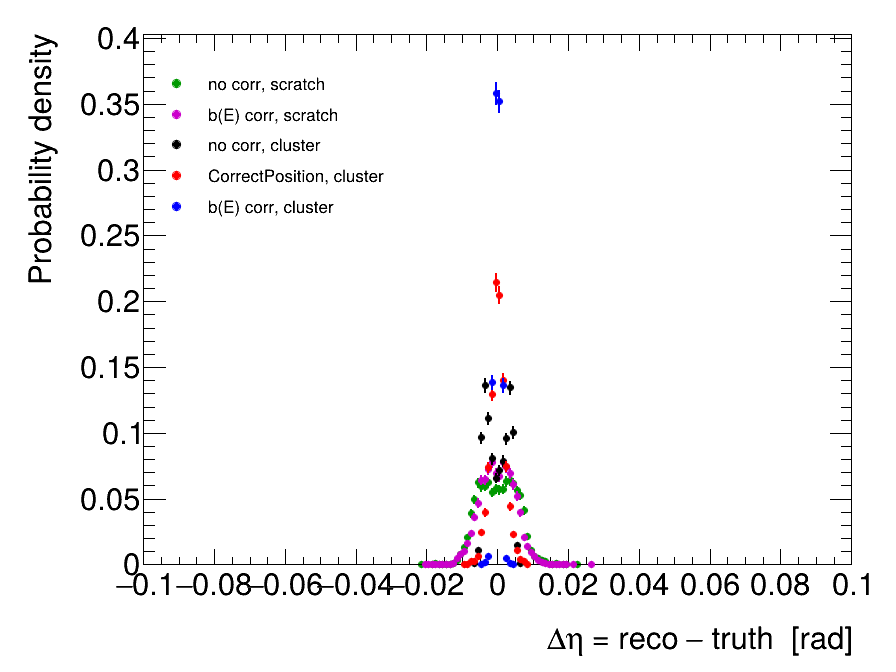 Probability density
0.4
0.35
0.3
0.25
0.2
0.15
0.1
0.05
0
no corr, scratch
b(E) corr, scratch
no corr, cluster
CorrectPosition, cluster
b(E) corr, cluster
−0.1 −0.08 −0.06 −0.04 −0.02 0 0.02 0.04 0.06 0.08 0.1
Δη = reco − truth [rad]